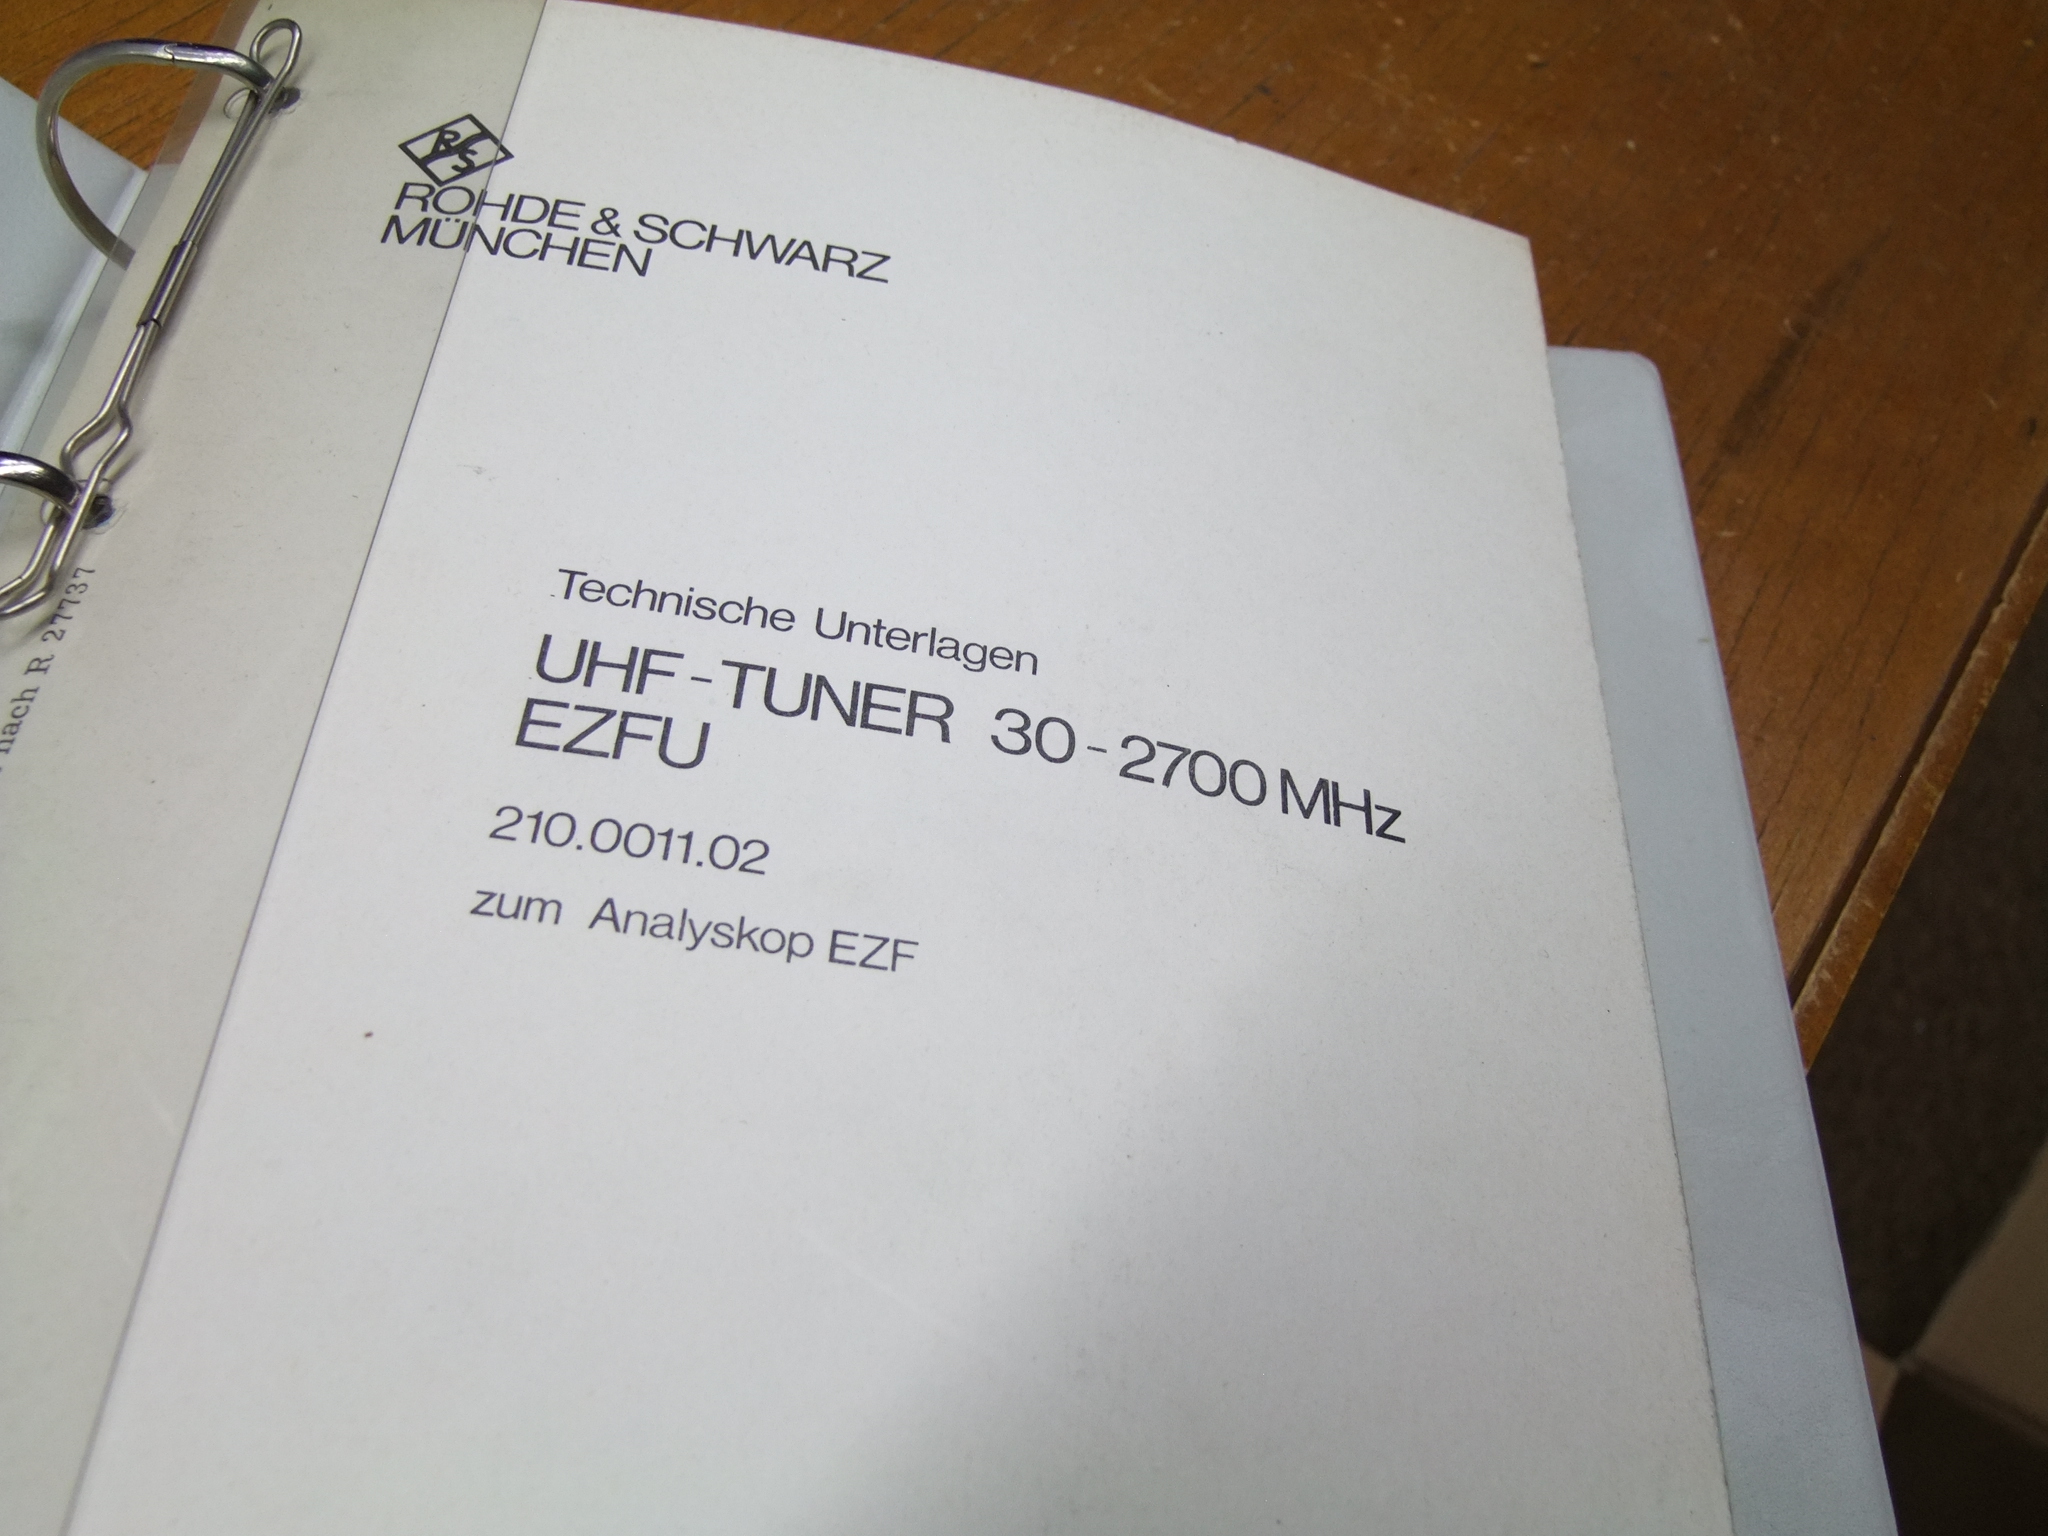 R&S
ROHDE & SCHWARZ
MÜNCHEN
Technische Unterlagen
UHF-TUNER 30-2700 MHz
EZFU
210.0011.02
zum Analyskop EZF
nach R 27737